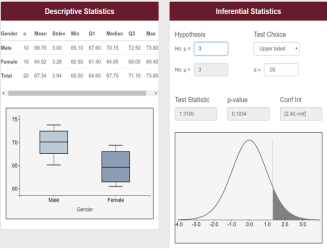 Descriptive Statistics
Gender n Mean Stdev Min Q1 Median Q3 Max
Male 10 69.76 3.00 65.10 67.60 70.15 72.50 73.80
Female 10 64.92 3.28 60.50 61.40 64.65 68.00 69.40
Total 20 67.34 3.94 60.50 64.65 67.75 71.10 73.80
75
70
65
60
Male Female
Gender
Inferential Statistics
Hypothesis Test Choice
Ho: μ = 3 Upper tailed
Ha: μ > 3 α = .05
Test Statistic p-value Conf Int
1.3100 0.1034 [2.40,+inf]
-4.0 -3.0 -2.0 -1.0 0.0 1.0 2.0 3.0